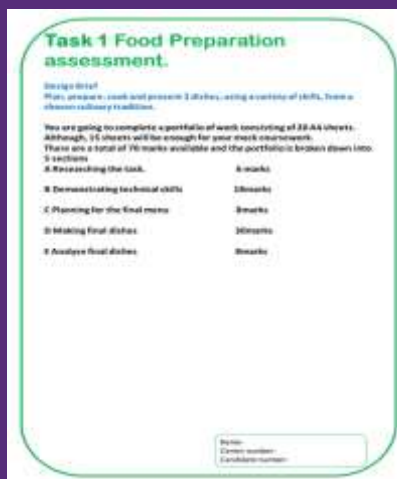 Task 1 Food Preparation
assessment.
Design Brief
Plan, prepare, cook and present 3 dishes, using a variety of skills, from a
chosen culinary tradition.
You are going to complete a portfolio of work consisting of 20 A4 sheets.
Although, 15 sheets will be enough for your mock coursework.
There are a total of 70 marks available and the portfolio is broken down into
5 sections
A Researching the task. 6 marks
B Demonstrating technical skills 18marks
C Planning for the final menu 8marks
D Making final dishes 30marks
E Analyse final dishes 8marks
Name:
Centre number:
Candidate number: